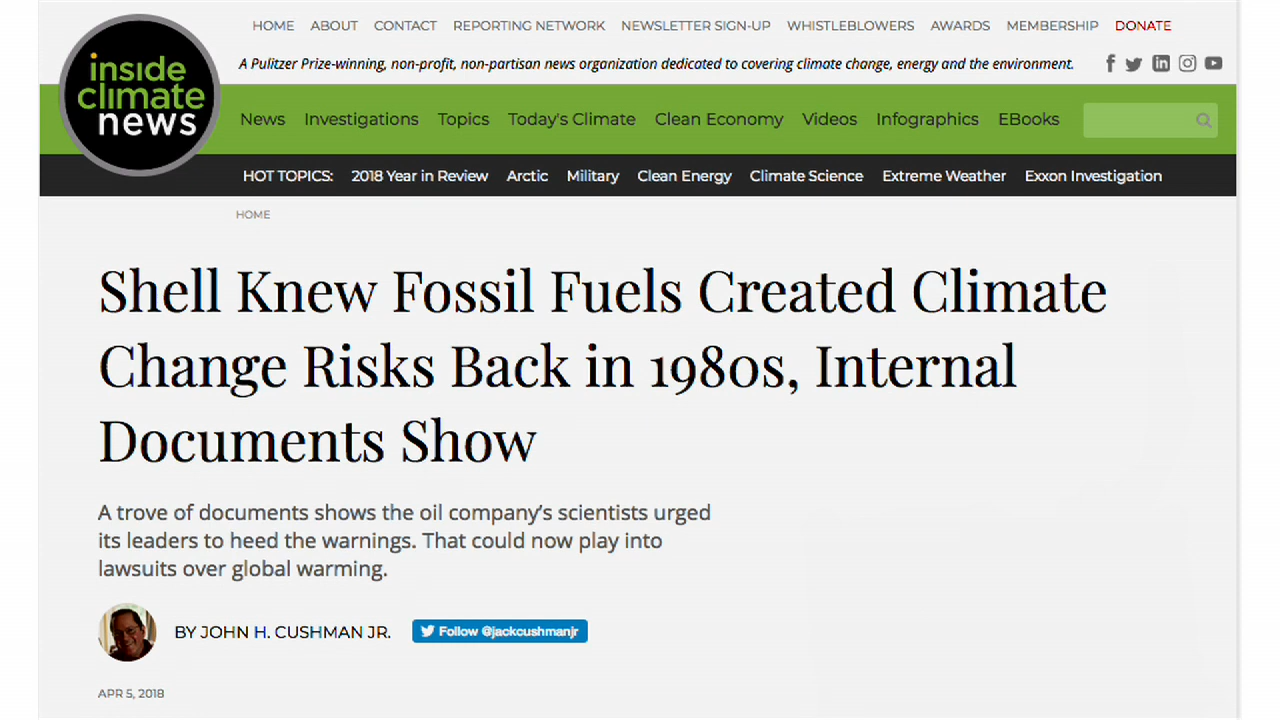 HOME ABOUT CONTACT REPORTING NETWORK NEWSLETTER SIGN-UP WHISTLEBLOWERS AWARDS MEMBERSHIP DONATE
inside
climate
news
A Pulitzer Prize-winning, non-profit, non-partisan news organization dedicated to covering climate change, energy and the environment.
News Investigations Topics Today's Climate Clean Economy Videos Infographics EBooks
HOT TOPICS: 2018 Year in Review Arctic Military Clean Energy Climate Science Extreme Weather Exxon Investigation
HOME
Shell Knew Fossil Fuels Created Climate
Change Risks Back in 1980s, Internal
Documents Show
A trove of documents shows the oil company’s scientists urged
its leaders to heed the warnings. That could now play into
lawsuits over global warming.
BY JOHN H. CUSHMAN JR.
Follow @jackcushmanjr
APR 5, 2018